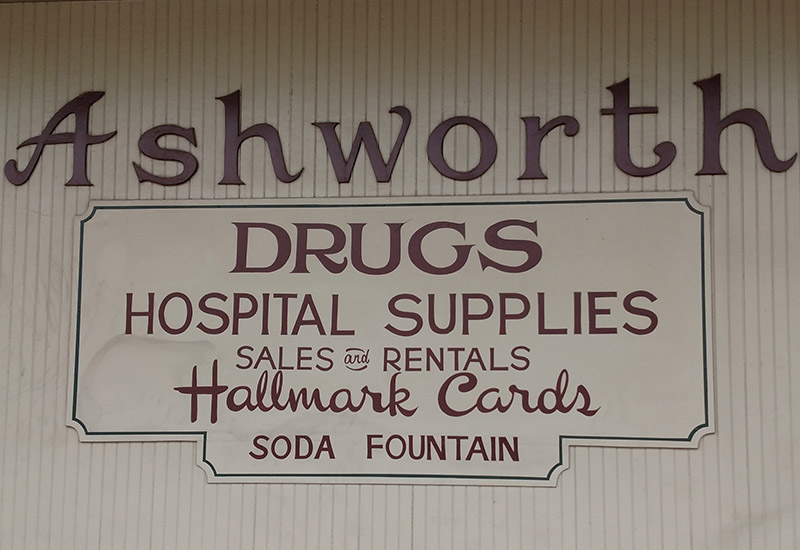 Ashworth
DRUGS
HOSPITAL SUPPLIES
SALES and RENTALS
Hallmark Cards
SODA FOUNTAIN